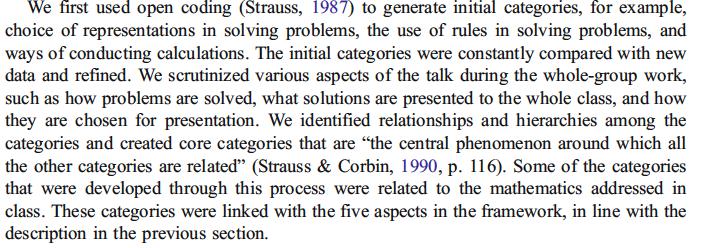 We first used open coding (Strauss, 1987) to generate initial categories, for example,
choice of representations in solving problems, the use of rules in solving problems, and
ways of conducting calculations. The initial categories were constantly compared with new
data and refined. We scrutinized various aspects of the talk during the whole-group work,
such as how problems are solved, what solutions are presented to the whole class, and how
they are chosen for presentation. We identified relationships and hierarchies among the
categories and created core categories that are “the central phenomenon around which all
the other categories are related” (Strauss & Corbin, 1990, p. 116). Some of the categories
that were developed through this process were related to the mathematics addressed in
class. These categories were linked with the five aspects in the framework, in line with the
description in the previous section.